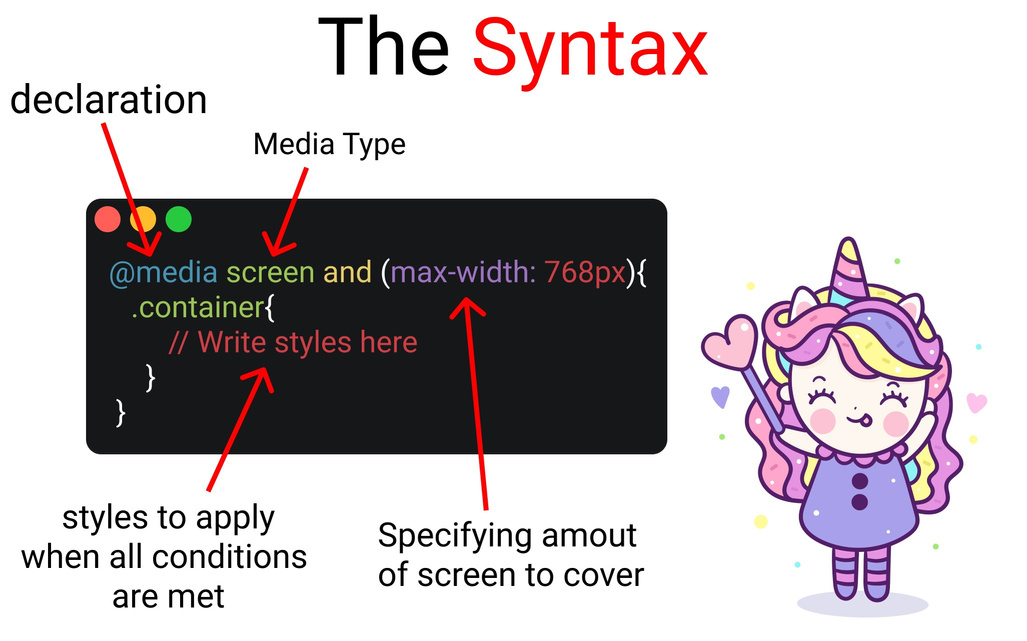 The Syntax
declaration
Media Type
@media screen and (max-width: 768px){
.container{
// Write styles here
}
}
styles to apply
when all conditions
are met
Specifying amout
of screen to cover